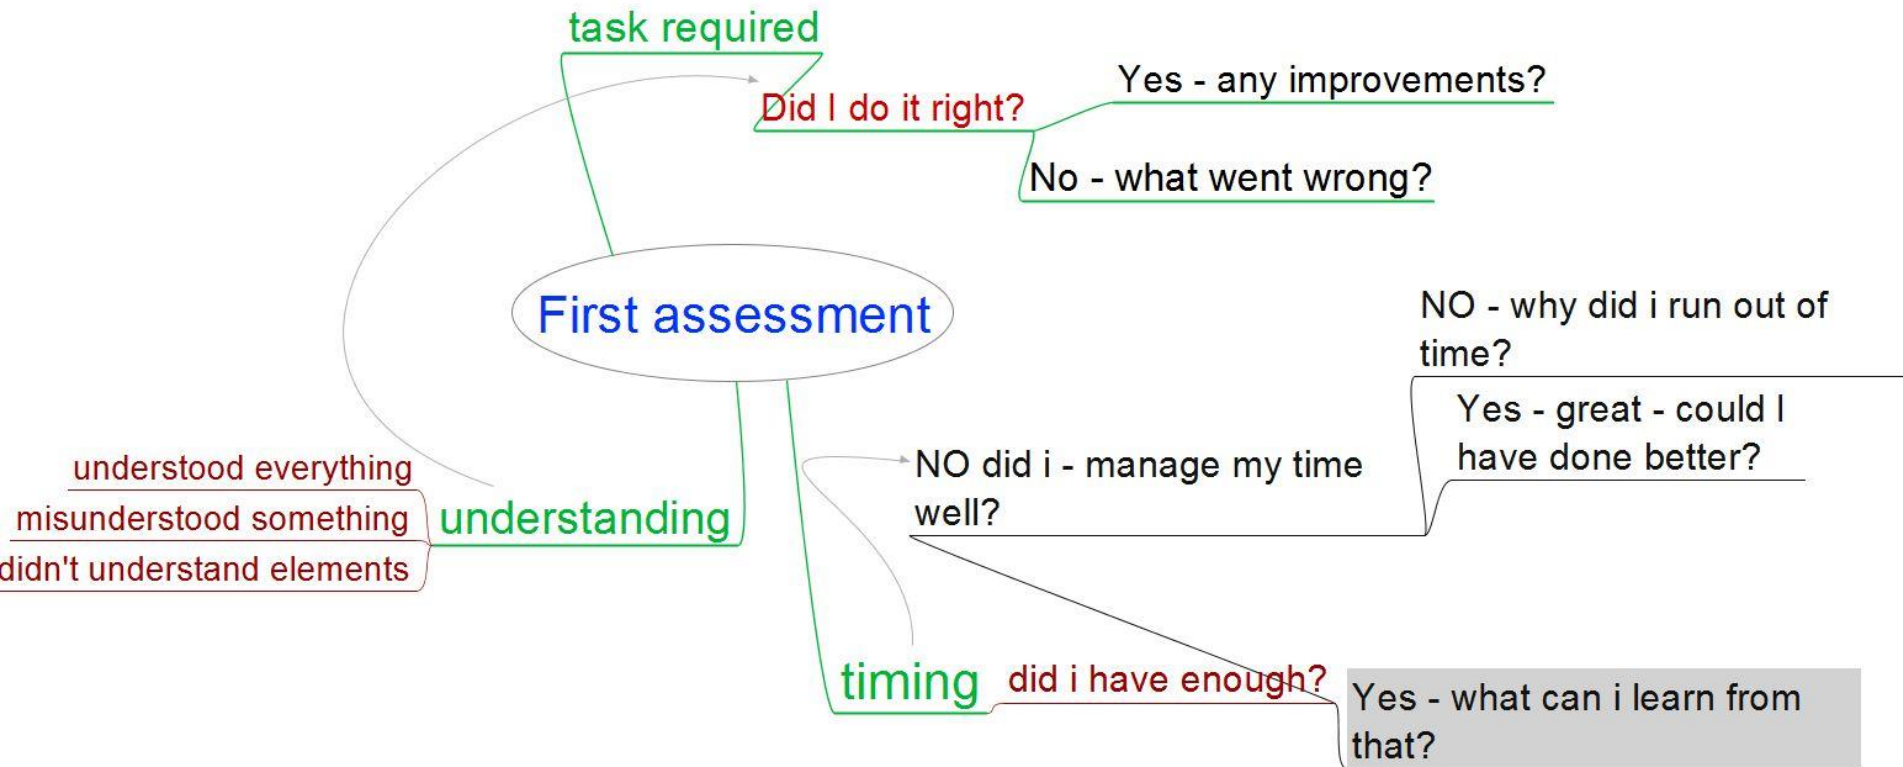 task required
Did I do it right?
Yes - any improvements?
No - what went wrong?
First assessment
NO - why did i run out of
time?
Yes - great - could I
have done better?
NO did i - manage my time
well?
understood everything
misunderstood something
didn't understand elements
understanding
timing
did i have enough?
Yes - what can i learn from
that?